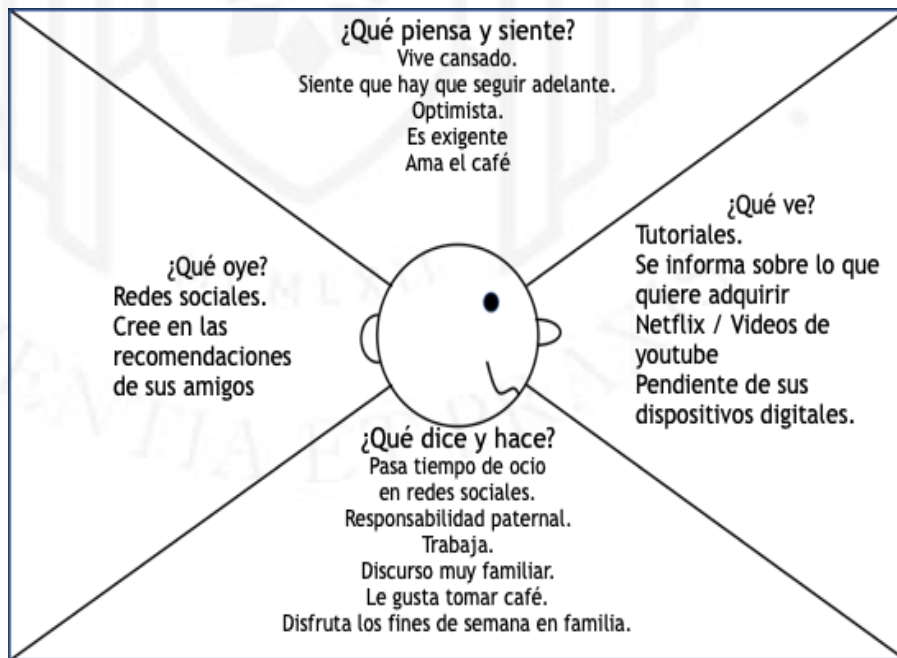 ¿Qué piensa y siente?
Vive cansado.
Siente que hay que seguir adelante.
Optimista.
Es exigente
Ama el café
¿Qué oye?
Redes sociales.
Cree en las
recomendaciones
de sus amigos
¿Qué ve?
Tutoriales.
Se informa sobre lo que
quiere adquirir
Netflix / Videos de
youtube
Pendiente de sus
dispositivos digitales.
¿Qué dice y hace?
Pasa tiempo de ocio
en redes sociales.
Responsabilidad paternal.
Trabaja.
Discurso muy familiar.
Le gusta tomar café.
Disfruta los fines de semana en familia.